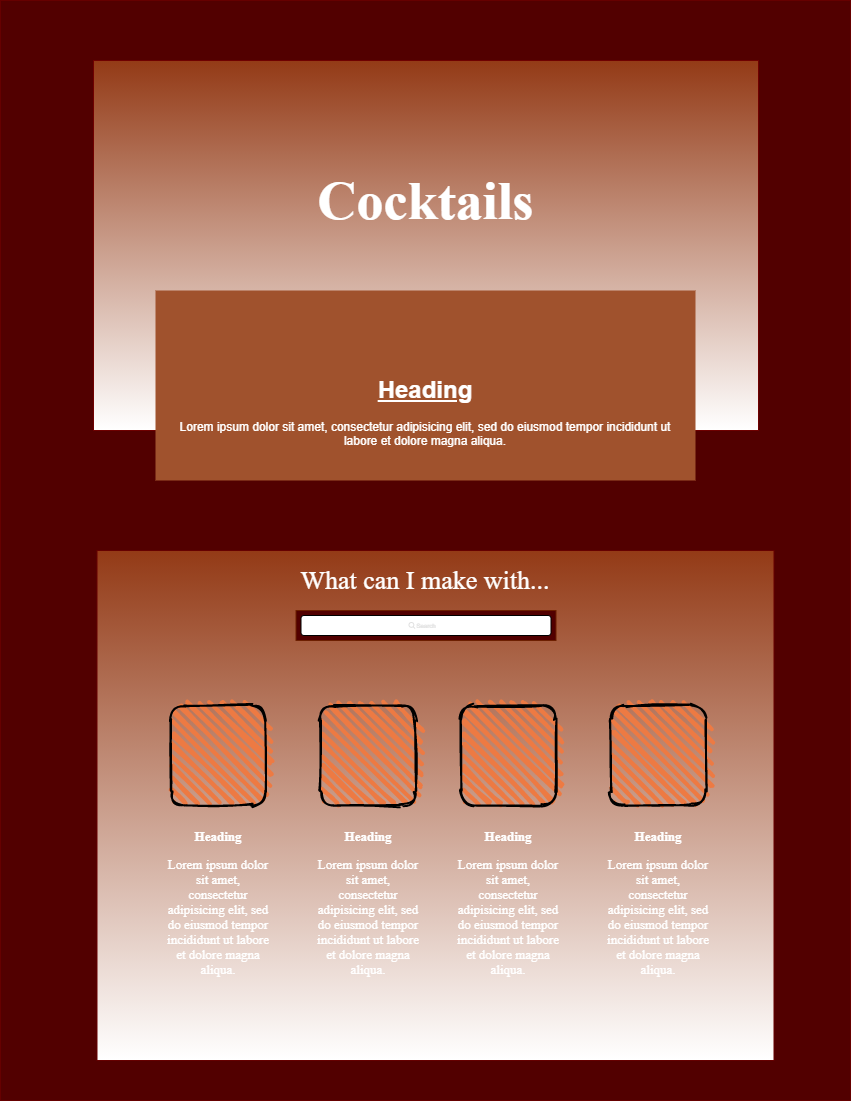 Cocktails
Heading
Lorem ipsum dolor sit amet, consectetur adipisicing elit, sed do eiusmod tempor incididunt ut
labore et dolore magna aliqua.
What can I make with...
Search
Heading
Lorem ipsum dolor
sit amet,
consectetur
adipisicing elit, sed
do eiusmod tempor
incididunt ut labore
et dolore magna
aliqua.
Heading
Lorem ipsum dolor
sit amet,
consectetur
adipisicing elit, sed
do eiusmod tempor
incididunt ut labore
et dolore magna
aliqua.
Heading
Lorem ipsum dolor
sit amet,
consectetur
adipisicing elit, sed
do eiusmod tempor
incididunt ut labore
et dolore magna
aliqua.
Heading
Lorem ipsum dolor
sit amet,
consectetur
adipisicing elit, sed
do eiusmod tempor
incididunt ut labore
et dolore magna
aliqua.